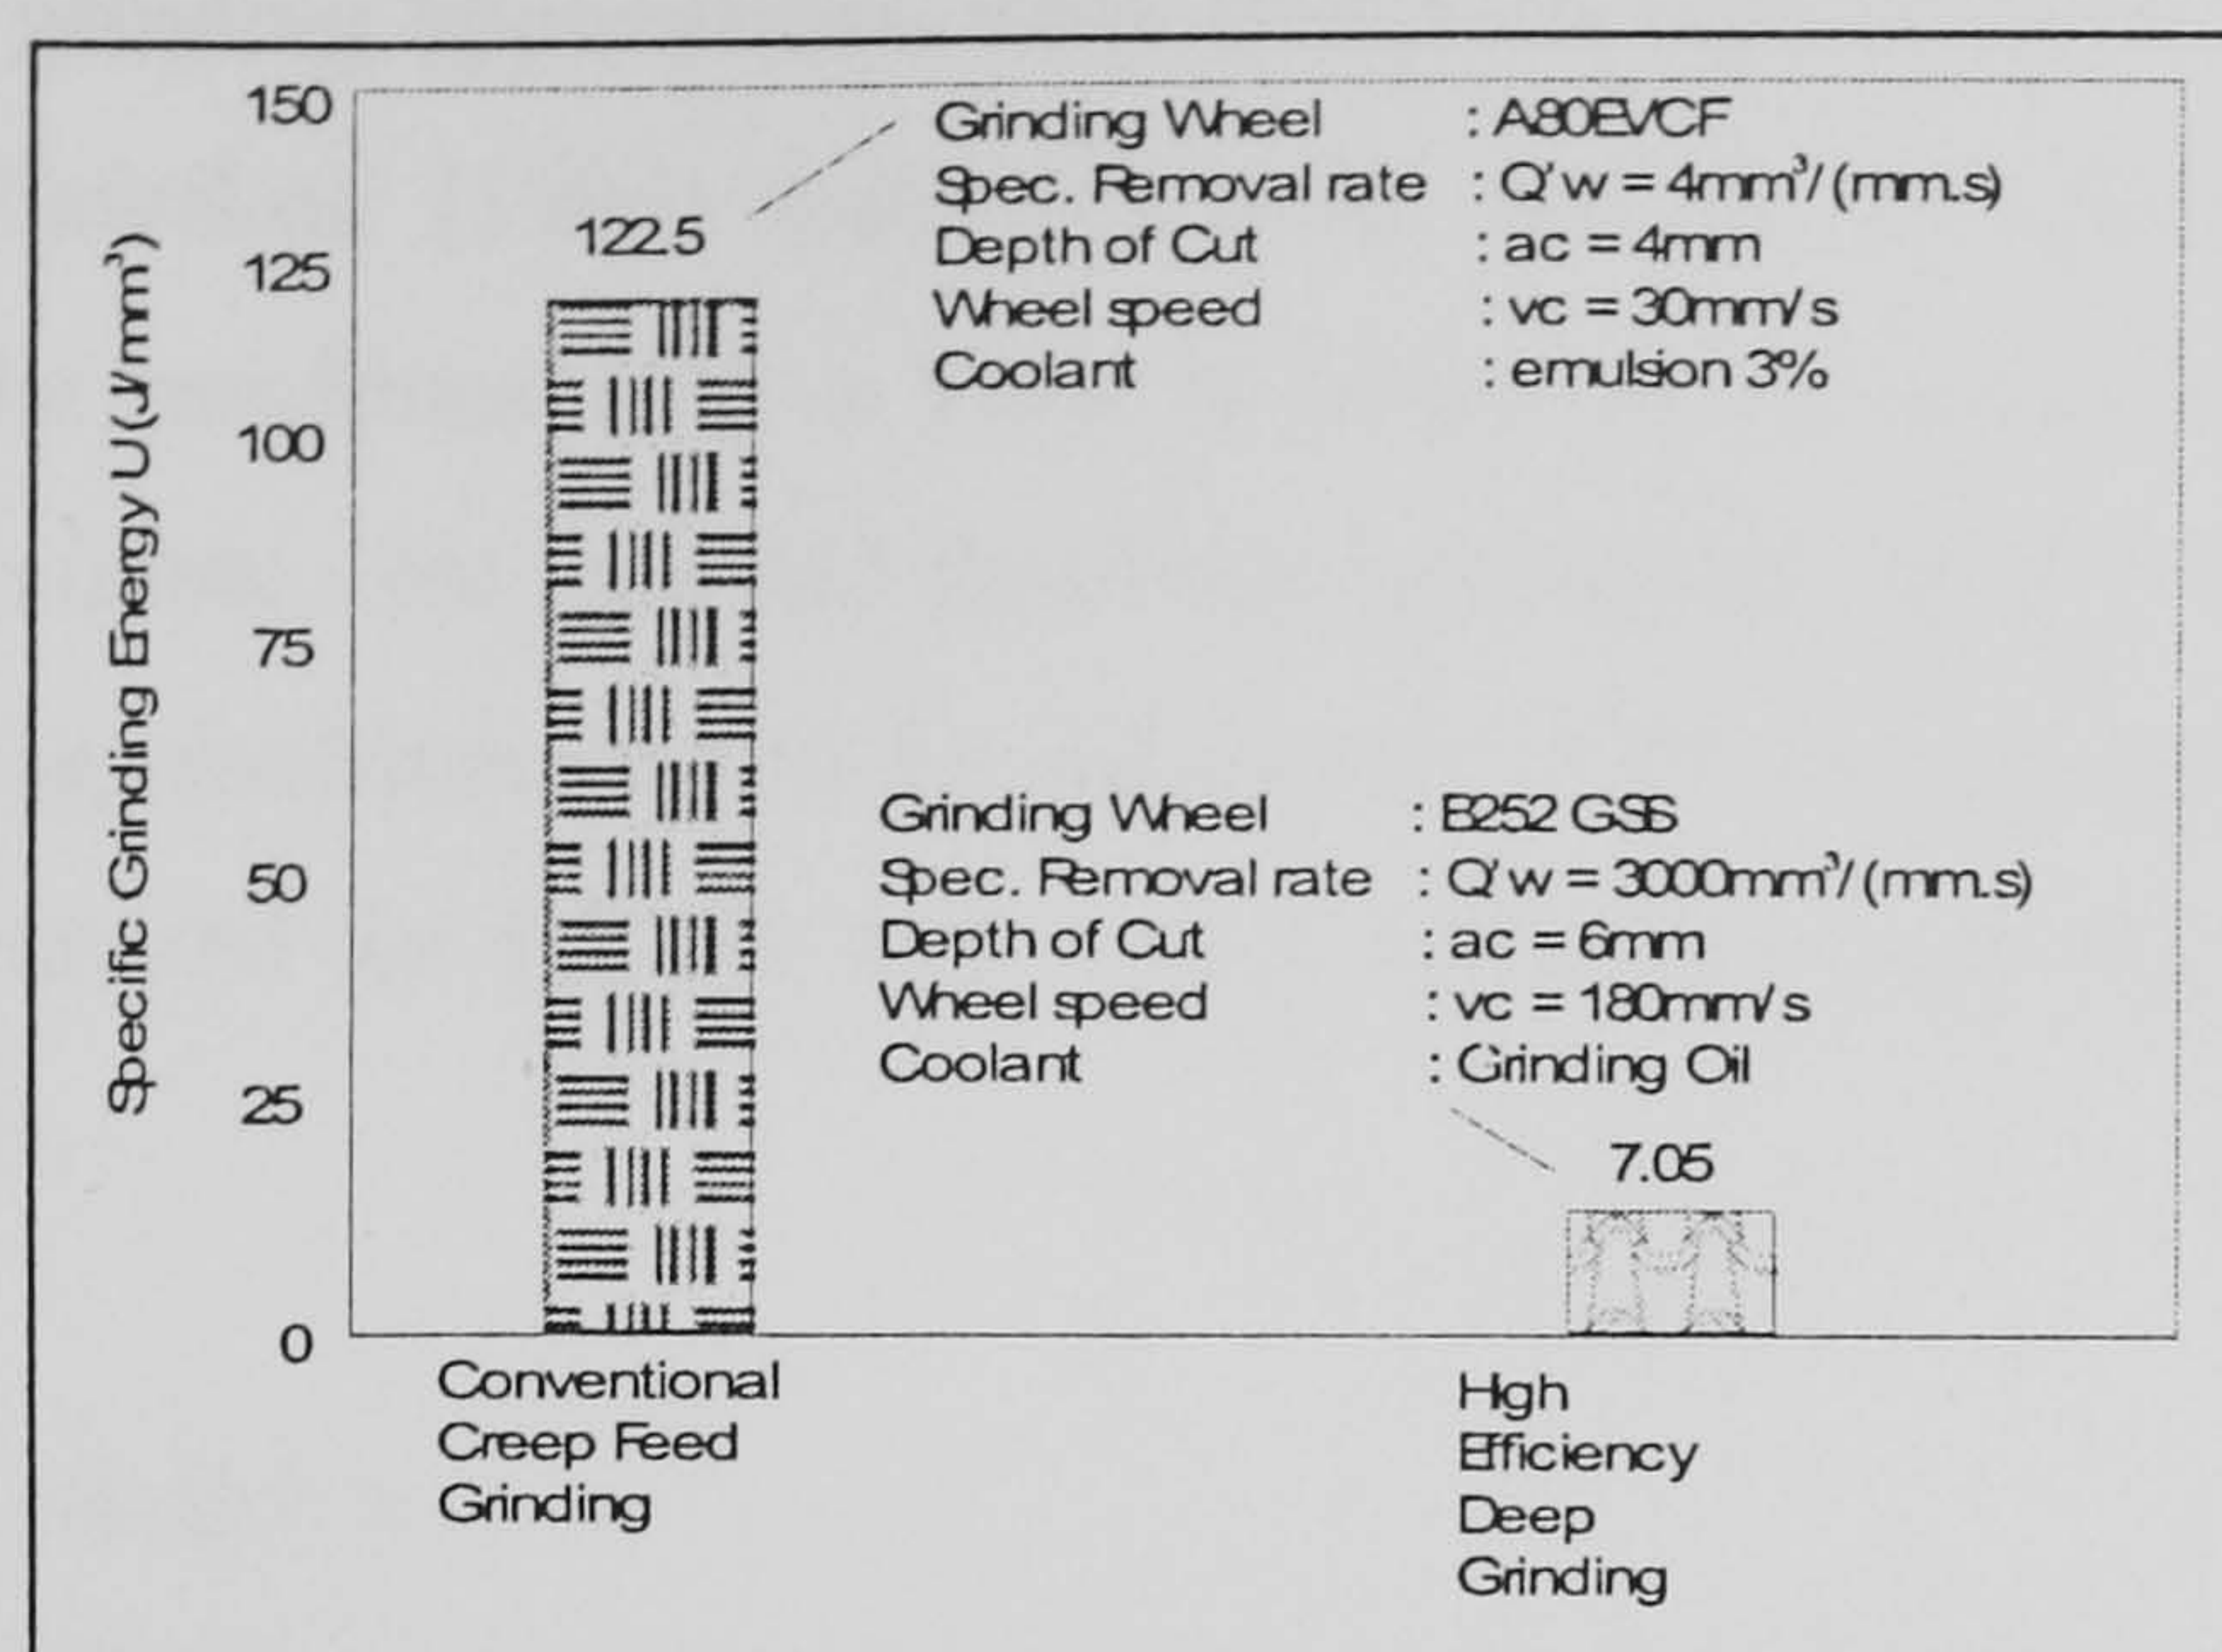 150
125
100
75
50
25
0
Specific Grinding Energy U (J/mm³)
122.5
Grinding Wheel : A80EVCF
Spec. Removal rate : Q'w = 4mm³/(mm.s)
Depth of Cut : ac = 4mm
Wheel speed : vc = 30mm/s
Coolant : emulsion 3%
Grinding Wheel : B252 GSS
Spec. Removal rate : Q'w = 3000mm³/(mm.s)
Depth of Cut : ac = 6mm
Wheel speed : vc = 180mm/s
Coolant : Grinding Oil
7.05
Conventional
Creep Feed
Grinding
High
Efficiency
Deep
Grinding